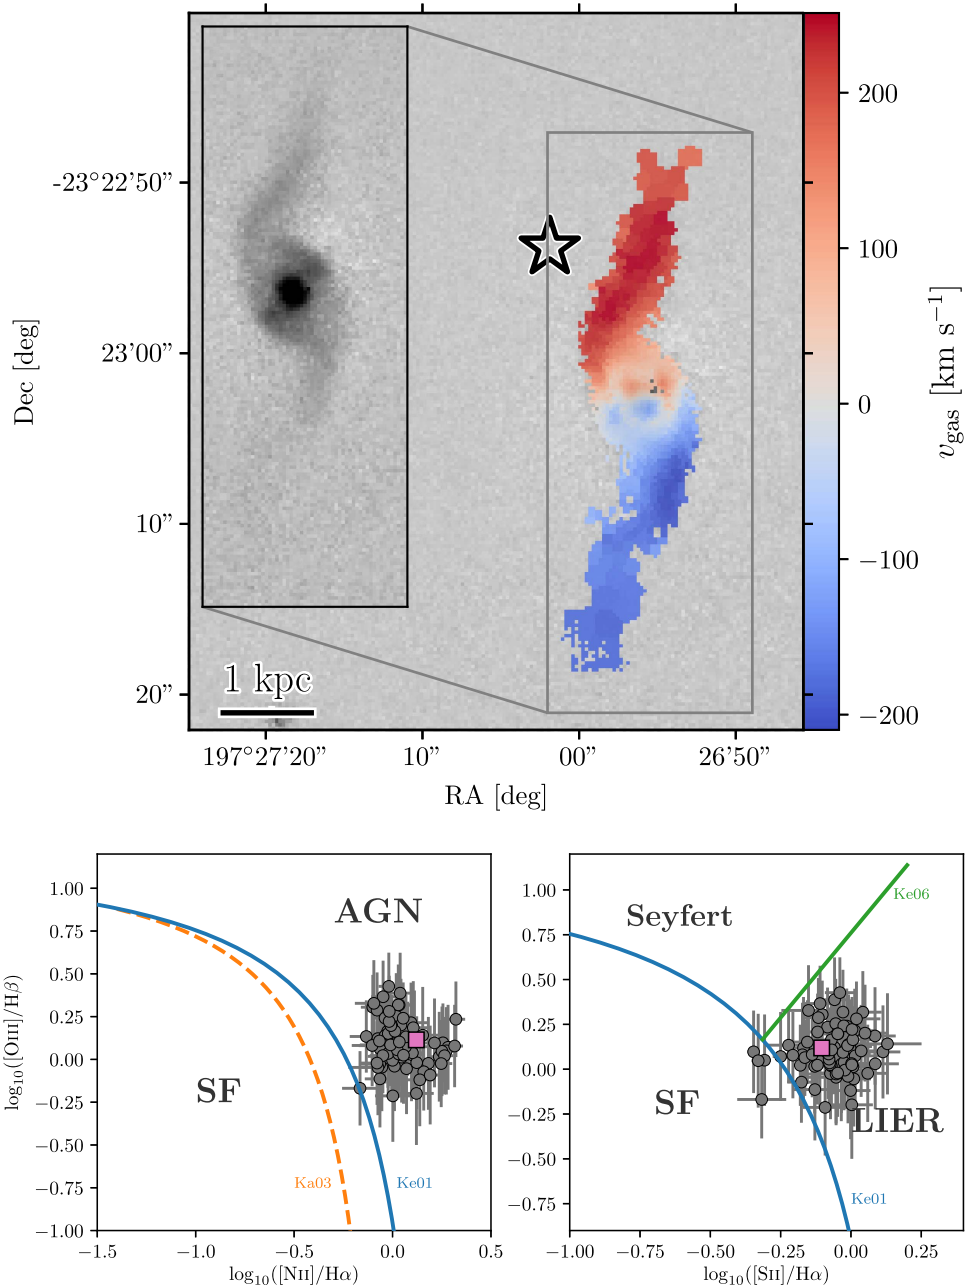 200
100
0
−100
−200
v_gas [km s⁻¹]
-23°22'50”
23'00”
10”
20”
Dec [deg]
1 kpc
197°27'20”
10”
00”
26'50”
RA [deg]
1.00
0.75
0.50
0.25
0.00
−0.25
−0.50
−0.75
−1.00
log₁₀([OIII]/Hβ)
AGN
SF
Ka03
Ke01
−1.5
−1.0
−0.5
0.0
0.5
log₁₀([NII]/Hα)
1.00
0.75
0.50
0.25
0.00
−0.25
−0.50
−0.75
Seyfert
Ke06
SF
LIER
Ke01
−1.00
−0.75
−0.50
−0.25
0.00
0.25
log₁₀([SII]/Hα)